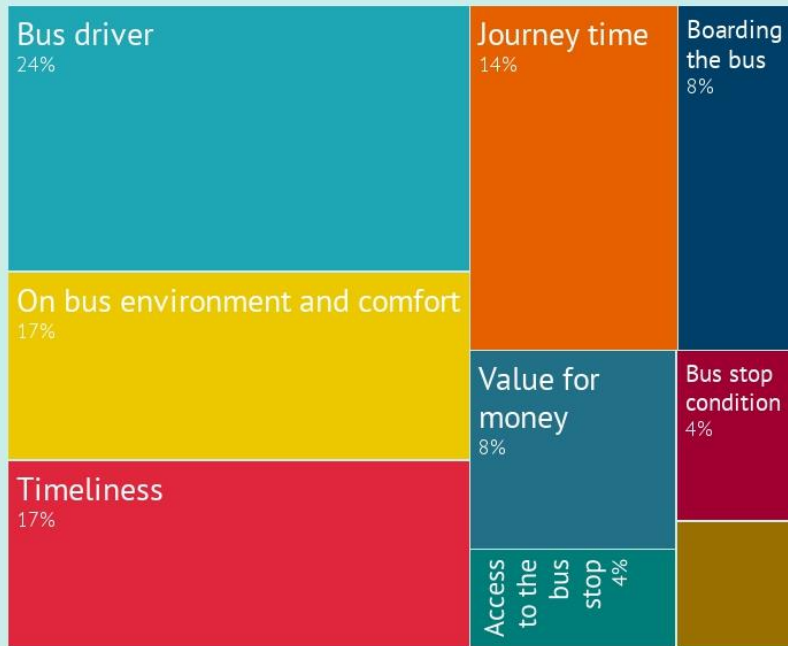 Bus driver
24%
On bus environment and comfort
17%
Timeliness
17%
Journey time
14%
Boarding
the bus
8%
Value for
money
8%
Bus stop
condition
4%
Access
to the
bus
stop
4%